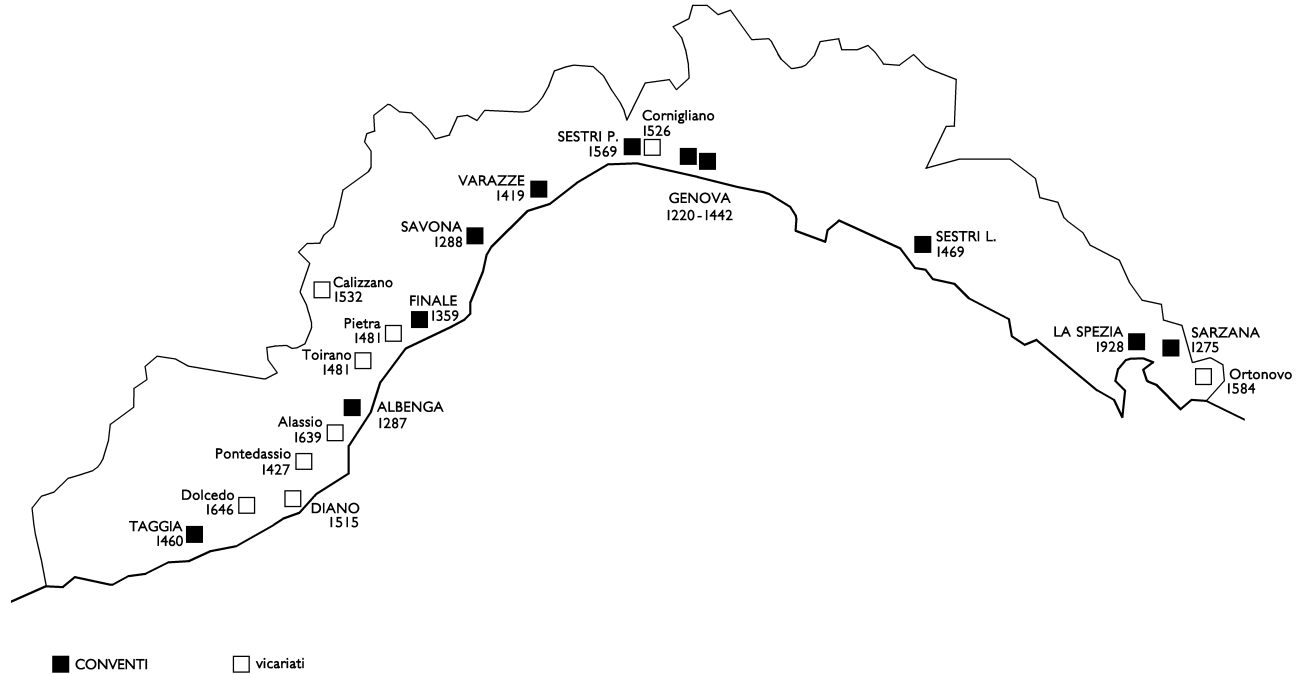 Cornigliano
1526
SESTRI P.
1569
VARAZZE
1419
GENOVA
1220-1442
SAVONA
1288
SESTRI L.
1469
Calizzano
1532
FINALE
1359
Pietra
1481
Toirano
1481
LA SPEZIA
1928
SARZANA
1275
Ortonovo
1584
ALBENGA
1287
Alassio
1639
Pontedassio
1427
Dolcedo
1646
DIANO
1515
TAGGIA
1460
CONVENTI
vicariati